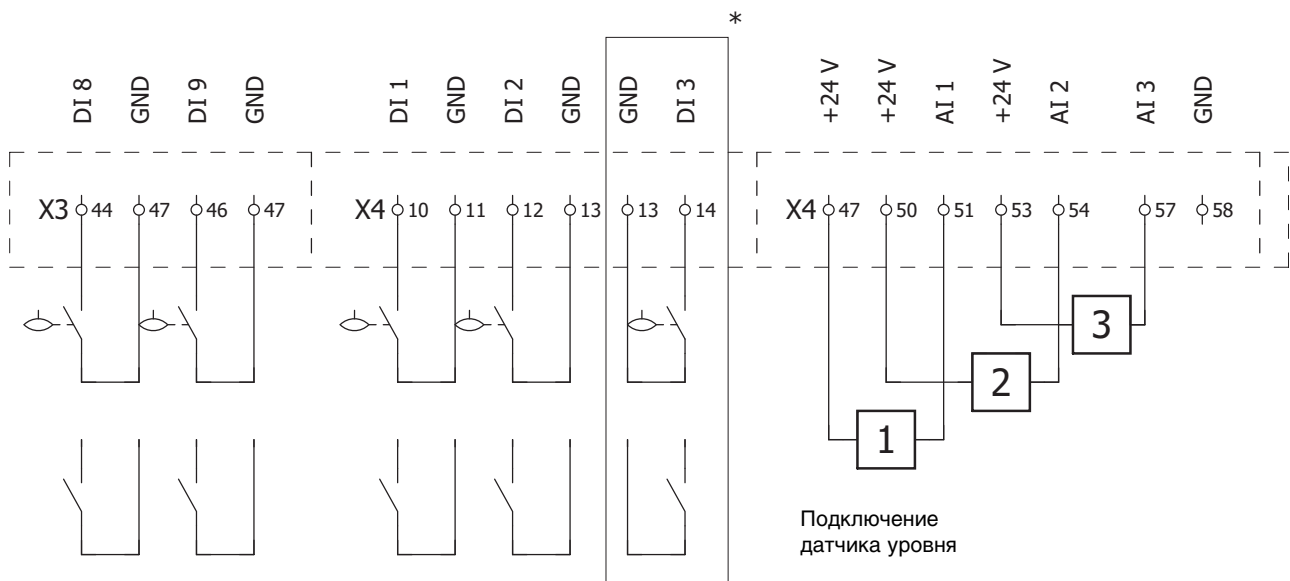 *
DI 8 GND DI 9 GND DI 1 GND DI 2 GND GND DI 3 +24 V +24 V AI 1 +24 V AI 2 AI 3 GND
X3 44 47 46 47 X4 10 11 12 13 13 14 X4 47 50 51 53 54 57 58
3
2
1
Подключение
датчика уровня